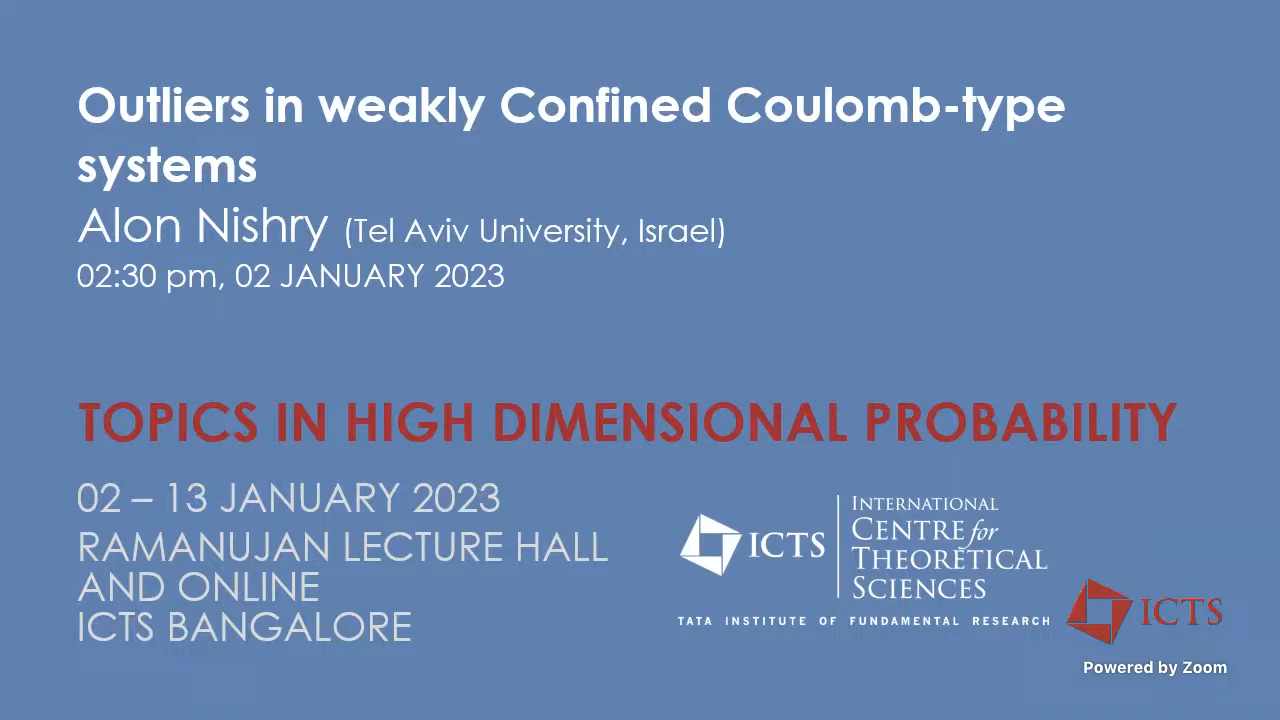 Outliers in weakly Confined Coulomb-type
systems
Alon Nishry (Tel Aviv University, Israel)
02:30 pm, 02 JANUARY 2023
TOPICS IN HIGH DIMENSIONAL PROBABILITY
02 – 13 JANUARY 2023
RAMANUJAN LECTURE HALL
AND ONLINE
ICTS BANGALORE
ICTS
INTERNATIONAL
CENTRE for
THEORETICAL
SCIENCES
TATA INSTITUTE OF FUNDAMENTAL RESEARCH
ICTS
Powered by Zoom